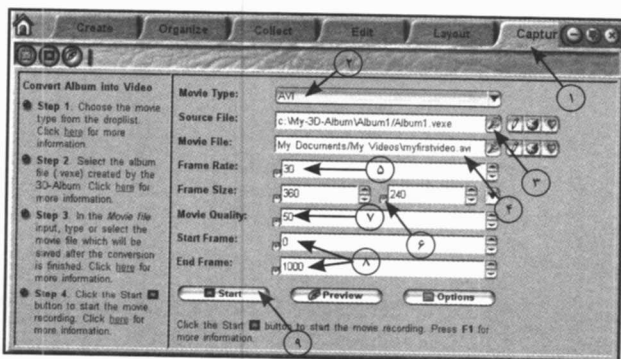 Create Organize Collect Edit Layout Captur
۱
۲
Convert Album into Video
Step 1. Choose the movie
type from the droplist.
Click here for more
information.
Step 2. Select the album
file (.vexe) created by the
3D-Album. Click here for
more information.
Step 3. In the Movie file
input, type or select the
movie file which will be
saved after the conversion
is finished. Click here for
more information.
Step 4. Click the Start
button to start the movie
recording. Click here for
more information.
Movie Type: AVI
Source File: c:\My-3D-Album\Album1/Album1.vexe
۳
Movie File: My Documents/My Videos\myfirstvideo.avi
۴
Frame Rate: 30 ۵
Frame Size: 360 240
۶
Movie Quality: 50 ۷
Start Frame: 0
۸
End Frame: 1000
Start Preview Options
۹
Click the Start button to start the movie recording. Press F1 for
more information.